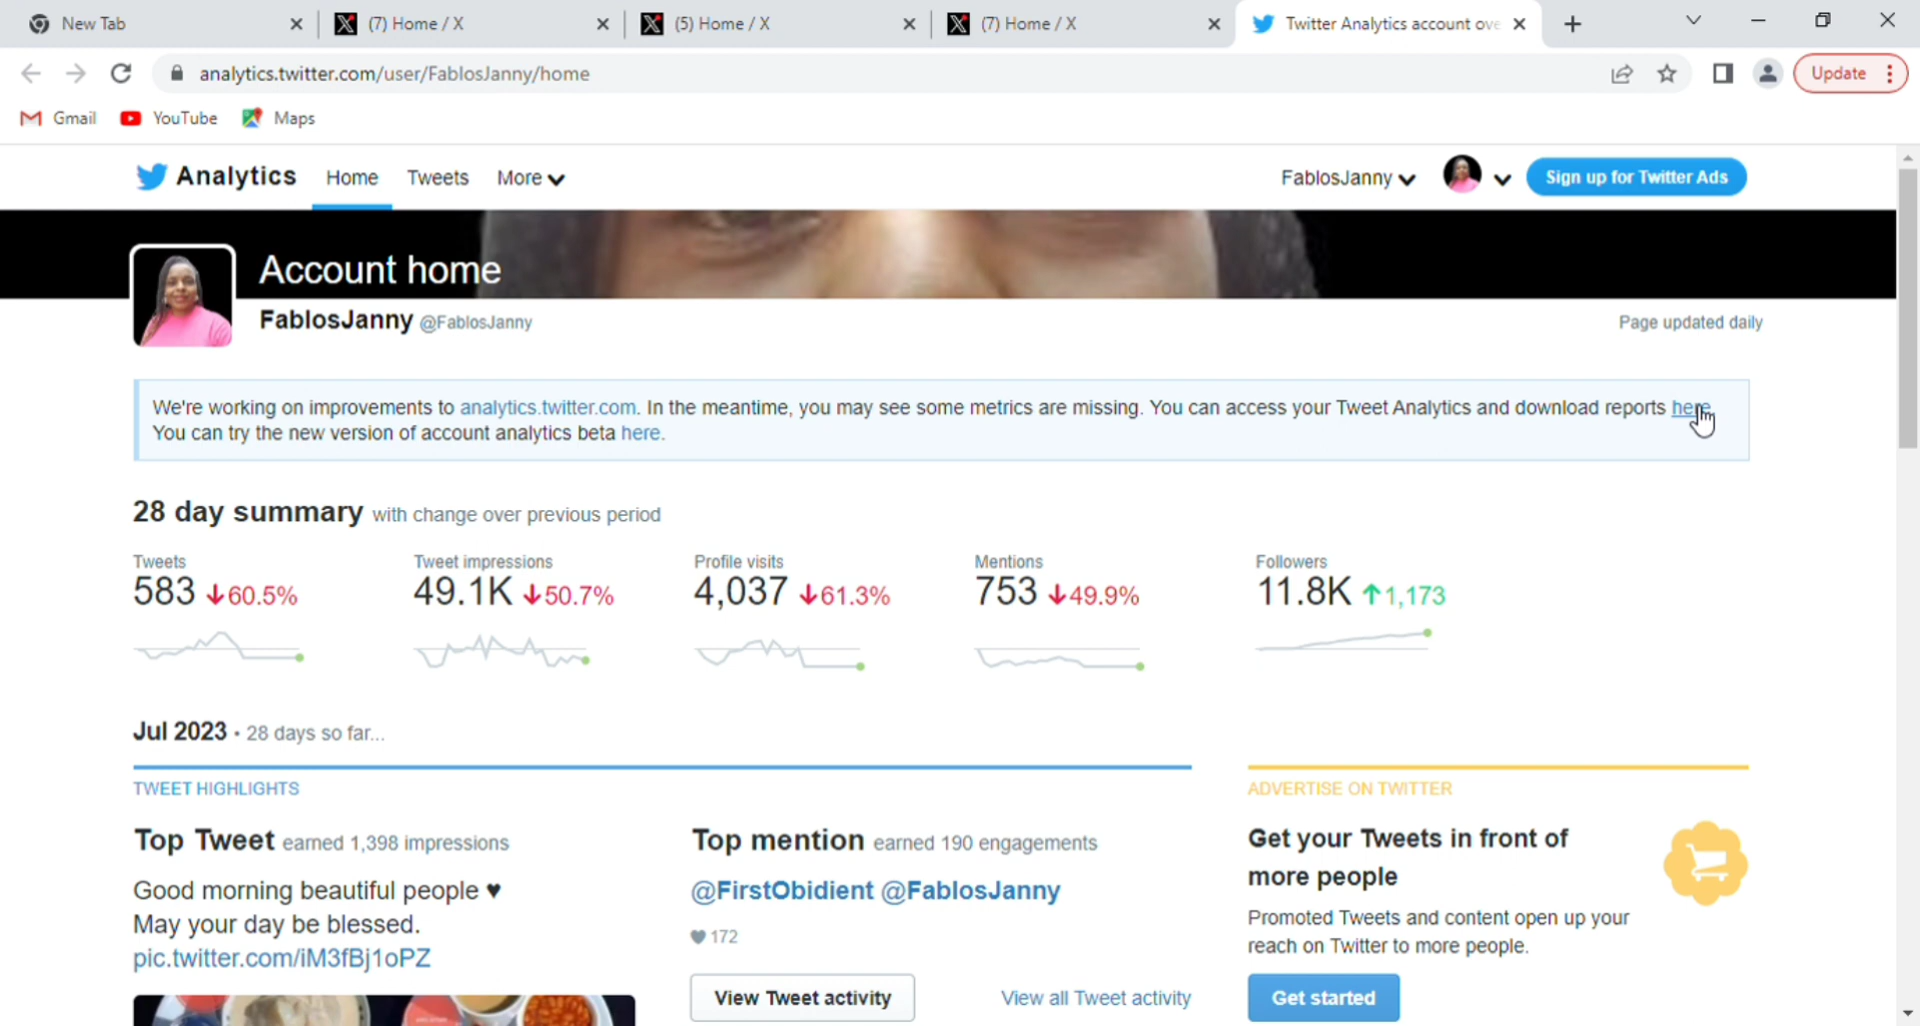 New Tab
(7) Home / X
(5) Home / X
(7) Home / X
Twitter Analytics account ove
analytics.twitter.com/user/FablosJanny/home
Update
Gmail
YouTube
Maps
Analytics
Home
Tweets
More
FablosJanny
Sign up for Twitter Ads
Account home
FablosJanny @FablosJanny
Page updated daily
We're working on improvements to analytics.twitter.com. In the meantime, you may see some metrics are missing. You can access your Tweet Analytics and download reports here
You can try the new version of account analytics beta here.
28 day summary with change over previous period
Tweets
583 ↓60.5%
Tweet impressions
49.1K ↓50.7%
Profile visits
4,037 ↓61.3%
Mentions
753 ↓49.9%
Followers
11.8K ↑1,173
Jul 2023 • 28 days so far...
TWEET HIGHLIGHTS
Top Tweet earned 1,398 impressions
Good morning beautiful people ♥
May your day be blessed.
pic.twitter.com/iM3fBj1oPZ
Top mention earned 190 engagements
@FirstObidient @FablosJanny
♥ 172
View Tweet activity
View all Tweet activity
ADVERTISE ON TWITTER
Get your Tweets in front of
more people
Promoted Tweets and content open up your
reach on Twitter to more people.
Get started